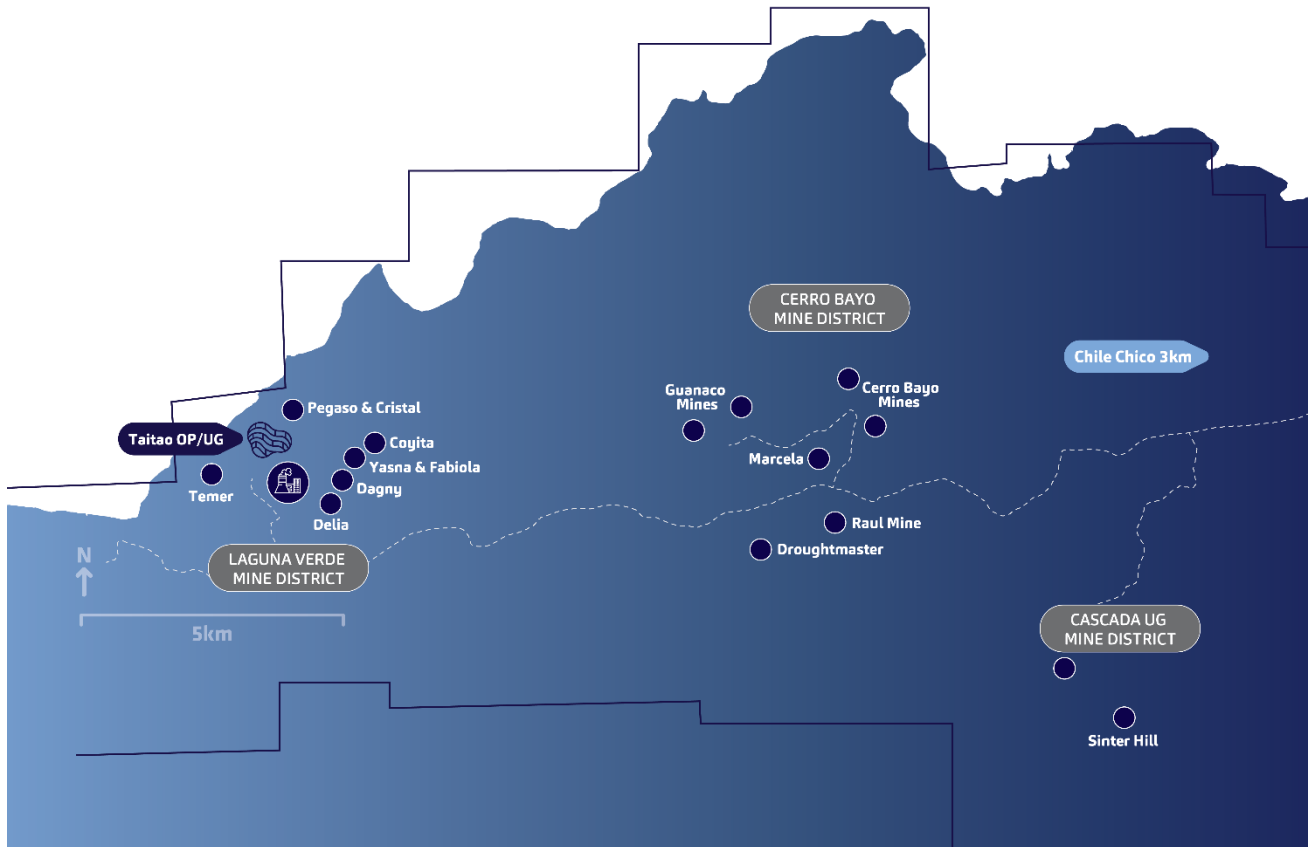 CERRO BAYO
MINE DISTRICT
Chile Chico 3km
Guanaco
Mines
Cerro Bayo
Mines
Pegaso & Cristal
Taitao OP/UG
Coyita
Yasna & Fabiola
Marcela
Temer
Dagny
Delia
Raul Mine
Droughtmaster
LAGUNA VERDE
MINE DISTRICT
N
5km
CASCADA UG
MINE DISTRICT
Sinter Hill